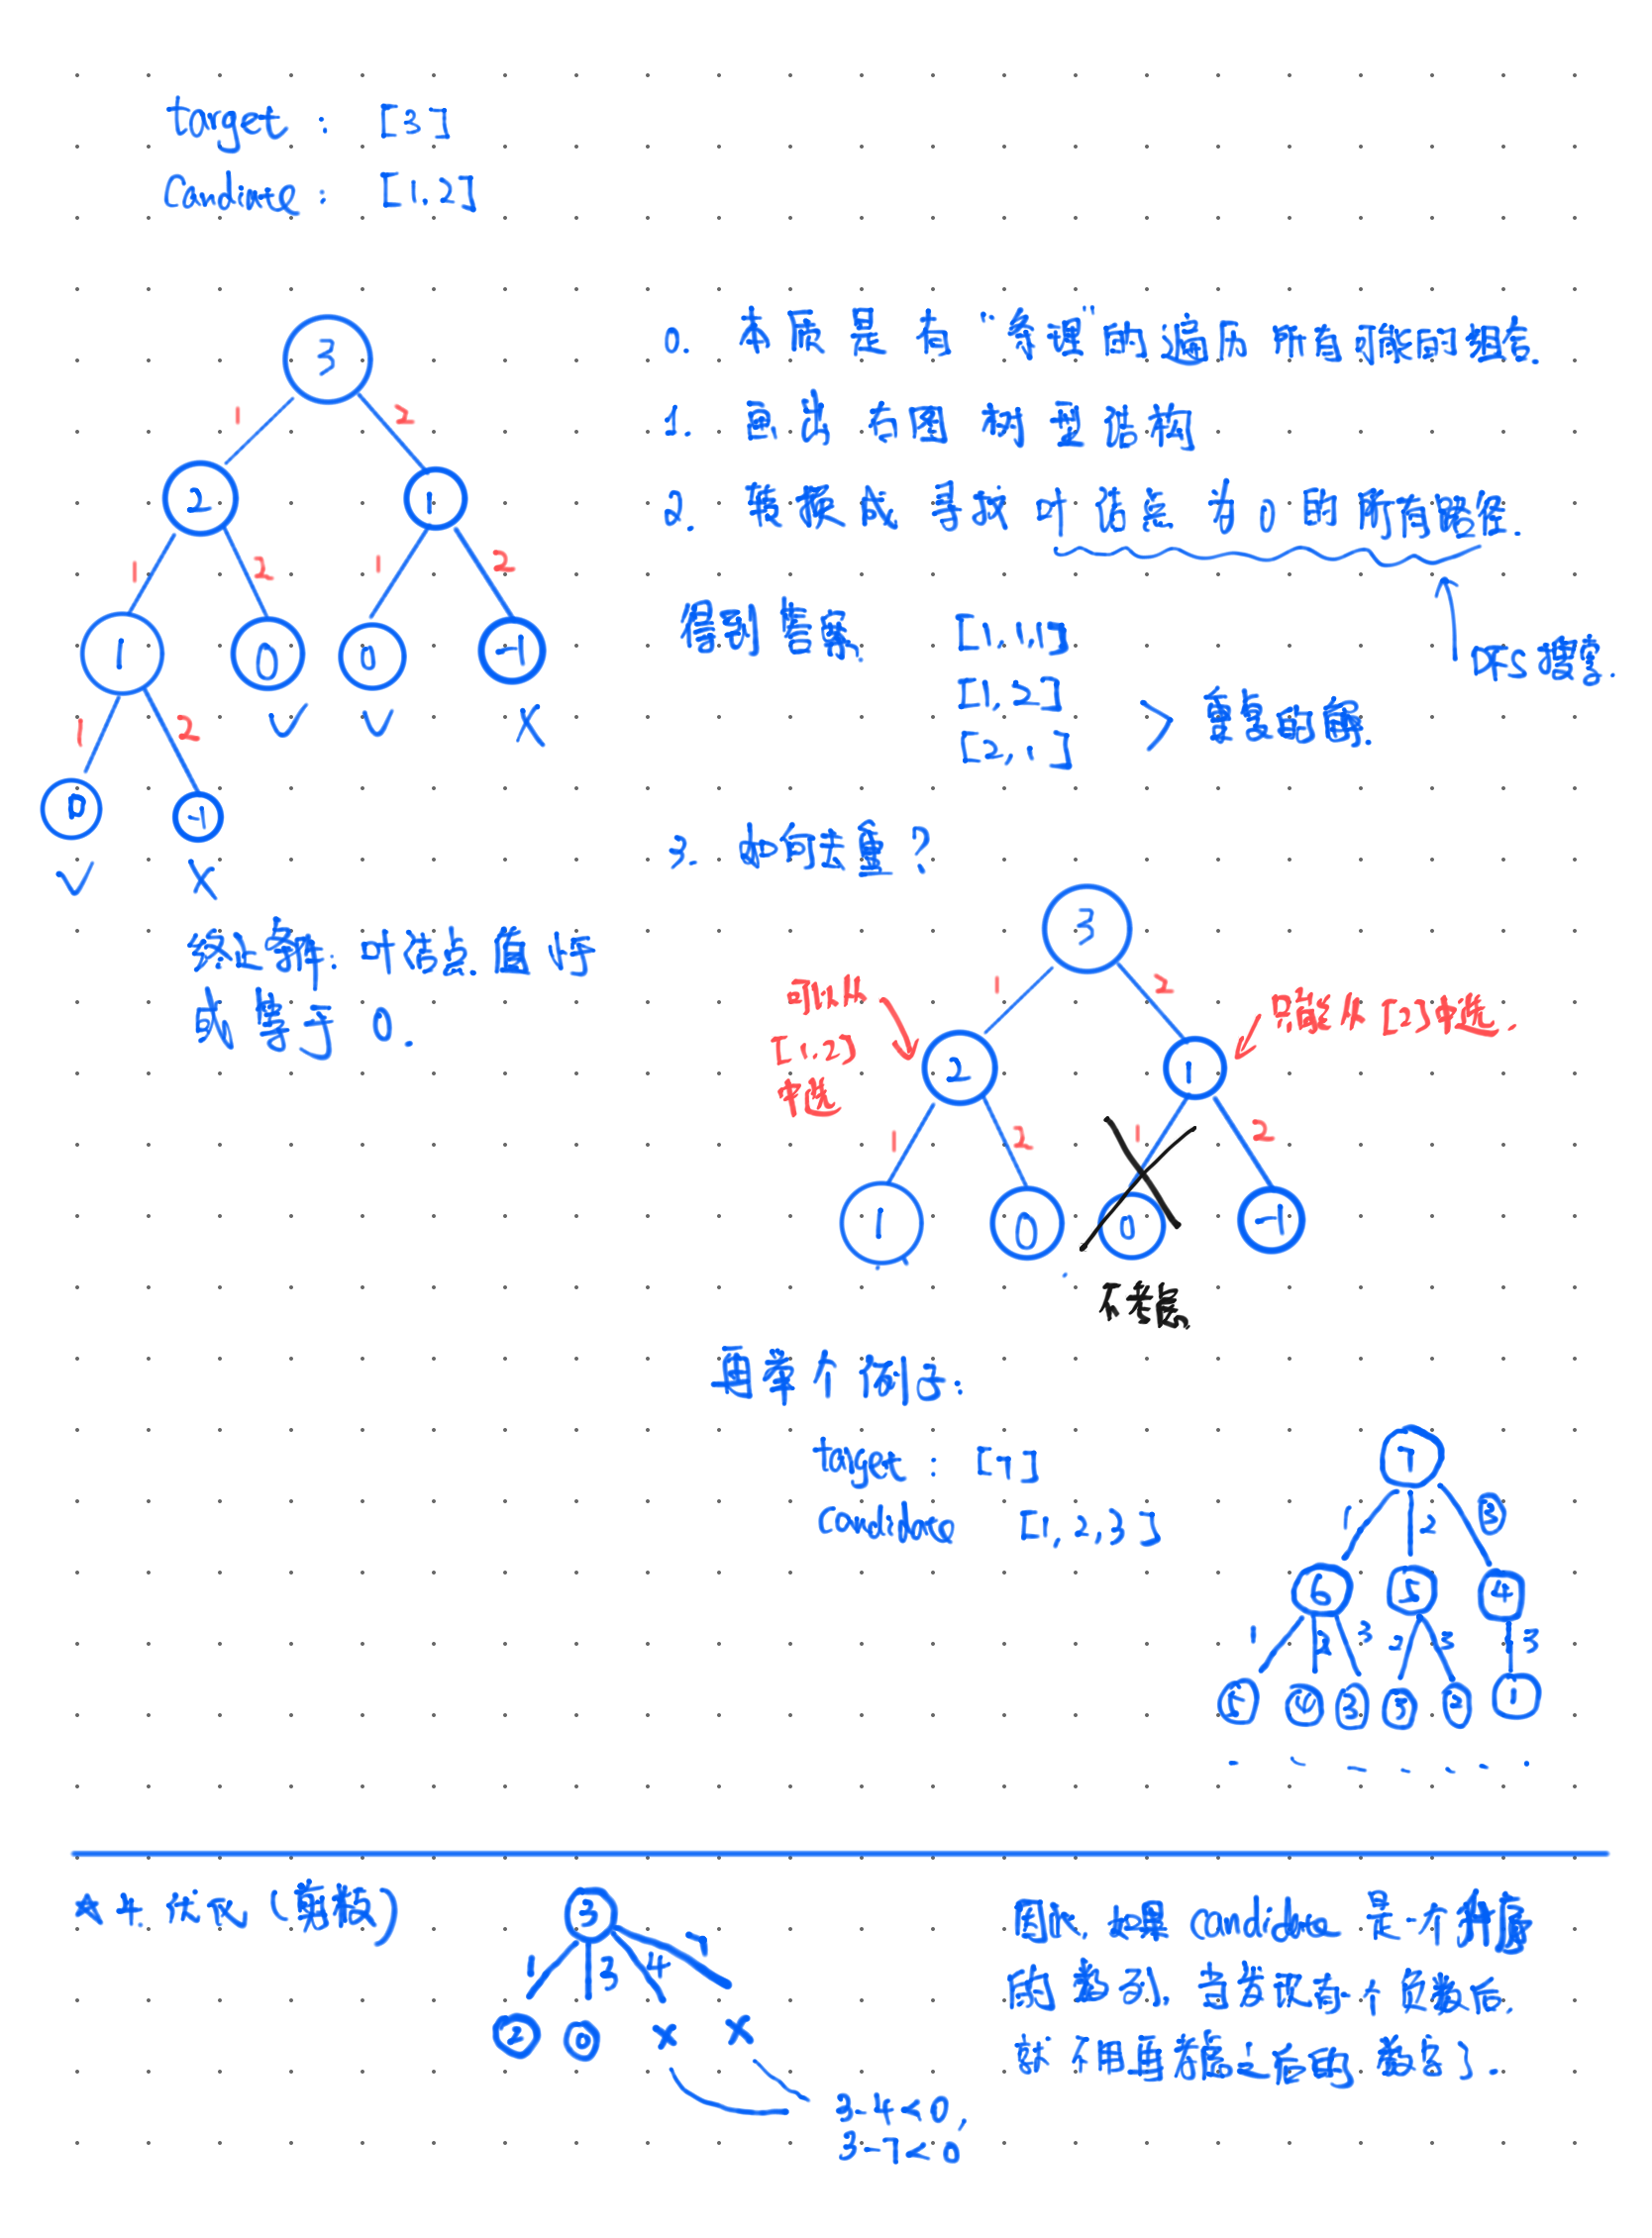 target : [3]
Candiate : [1,2]
3
1 2
2 1
1 2 1 2
1 0 0 -1
1 2
0 -1
终止条件: 叶结点值 小于
或等于 0.
0. 本质是有“条理”的遍历所有可能的组合.
1. 画出右图树型结构
2. 转换成寻找叶结点为0的所有路径.
DFS搜索.
得到答案.
[1,1,1]
[1,2]
[2,1]
重复的解.
3. 如何去重?
3
1 2
可以从
[1,2]
中选
只能从[2]中选.
2 1
1 2 1 2
1 0 0 -1
不考虑
再举个例子:
target : [7]
candidate [1,2,3]
7
1 2 3
6 5 4
1 2 3 2 3 3
5 4 3 3 2 1
☆4. 优化(剪枝)
3
1 3 4 7
2 0 × ×
3-4<0,
3-7<0
因此, 如果 candidate 是一个升序
的数列, 当发现有一个负数后,
就不用再考虑之后的数字了.